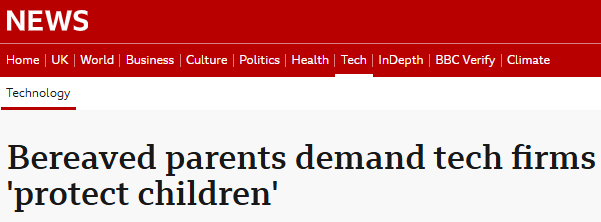 NEWS
Home UK World Business Culture Politics Health Tech InDepth BBC Verify Climate
Technology
Bereaved parents demand tech firms
'protect children'